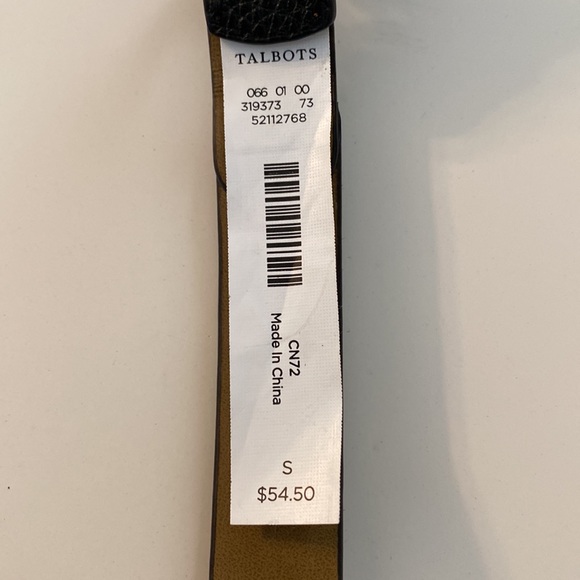 TALBOTS
066 01 00
319373 73
52112768
CN72
Made In China
S
$54.50